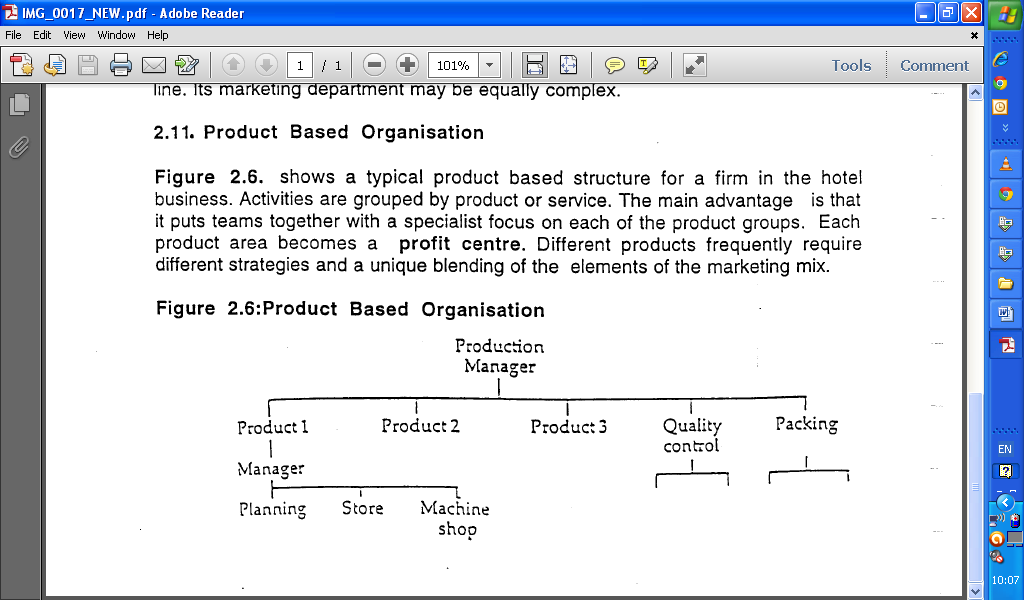 IMG_0017_NEW.pdf - Adobe Reader
File Edit View Window Help
1 / 1 101% Tools Comment
line. Its marketing department may be equally complex.
2.11. Product Based Organisation
Figure 2.6. shows a typical product based structure for a firm in the hotel
business. Activities are grouped by product or service. The main advantage is that
it puts teams together with a specialist focus on each of the product groups. Each
product area becomes a profit centre. Different products frequently require
different strategies and a unique blending of the elements of the marketing mix.
Figure 2.6:Product Based Organisation
Production
Manager
Product 1 Product 2 Product 3 Quality Packing
control
Manager
Planning Store Machine
shop
EN
10:07